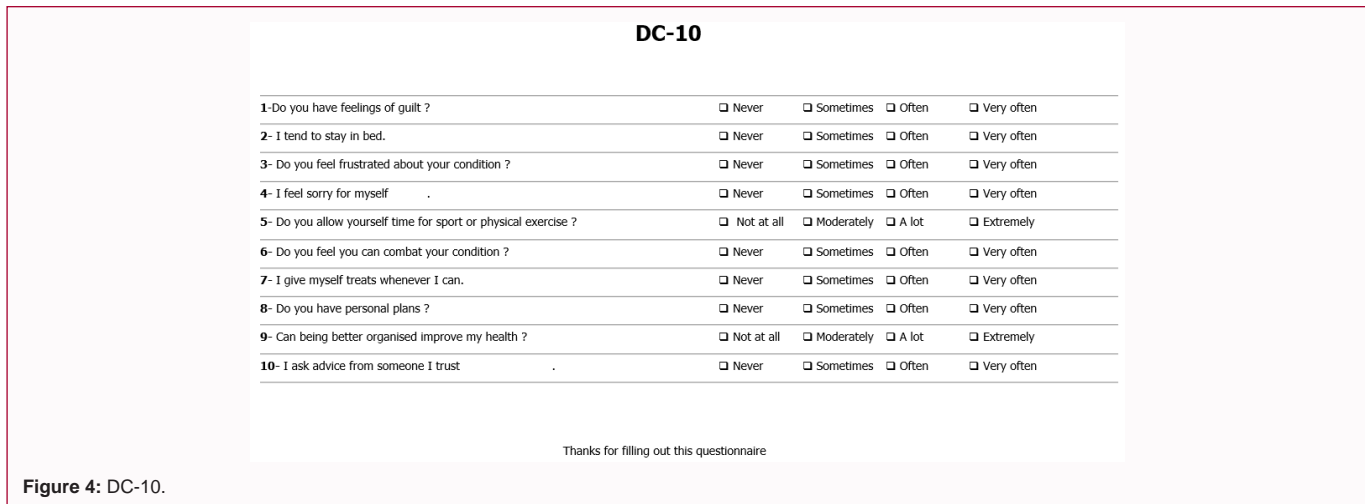 DC-10
1-Do you have feelings of guilt ? ❑ Never ❑ Sometimes ❑ Often ❑ Very often
2- I tend to stay in bed. ❑ Never ❑ Sometimes ❑ Often ❑ Very often
3- Do you feel frustrated about your condition ? ❑ Never ❑ Sometimes ❑ Often ❑ Very often
4- I feel sorry for myself . ❑ Never ❑ Sometimes ❑ Often ❑ Very often
5- Do you allow yourself time for sport or physical exercise ? ❑ Not at all ❑ Moderately ❑ A lot ❑ Extremely
6- Do you feel you can combat your condition ? ❑ Never ❑ Sometimes ❑ Often ❑ Very often
7- I give myself treats whenever I can. ❑ Never ❑ Sometimes ❑ Often ❑ Very often
8- Do you have personal plans ? ❑ Never ❑ Sometimes ❑ Often ❑ Very often
9- Can being better organised improve my health ? ❑ Not at all ❑ Moderately ❑ A lot ❑ Extremely
10- I ask advice from someone I trust . ❑ Never ❑ Sometimes ❑ Often ❑ Very often
Thanks for filling out this questionnaire
Figure 4: DC-10.